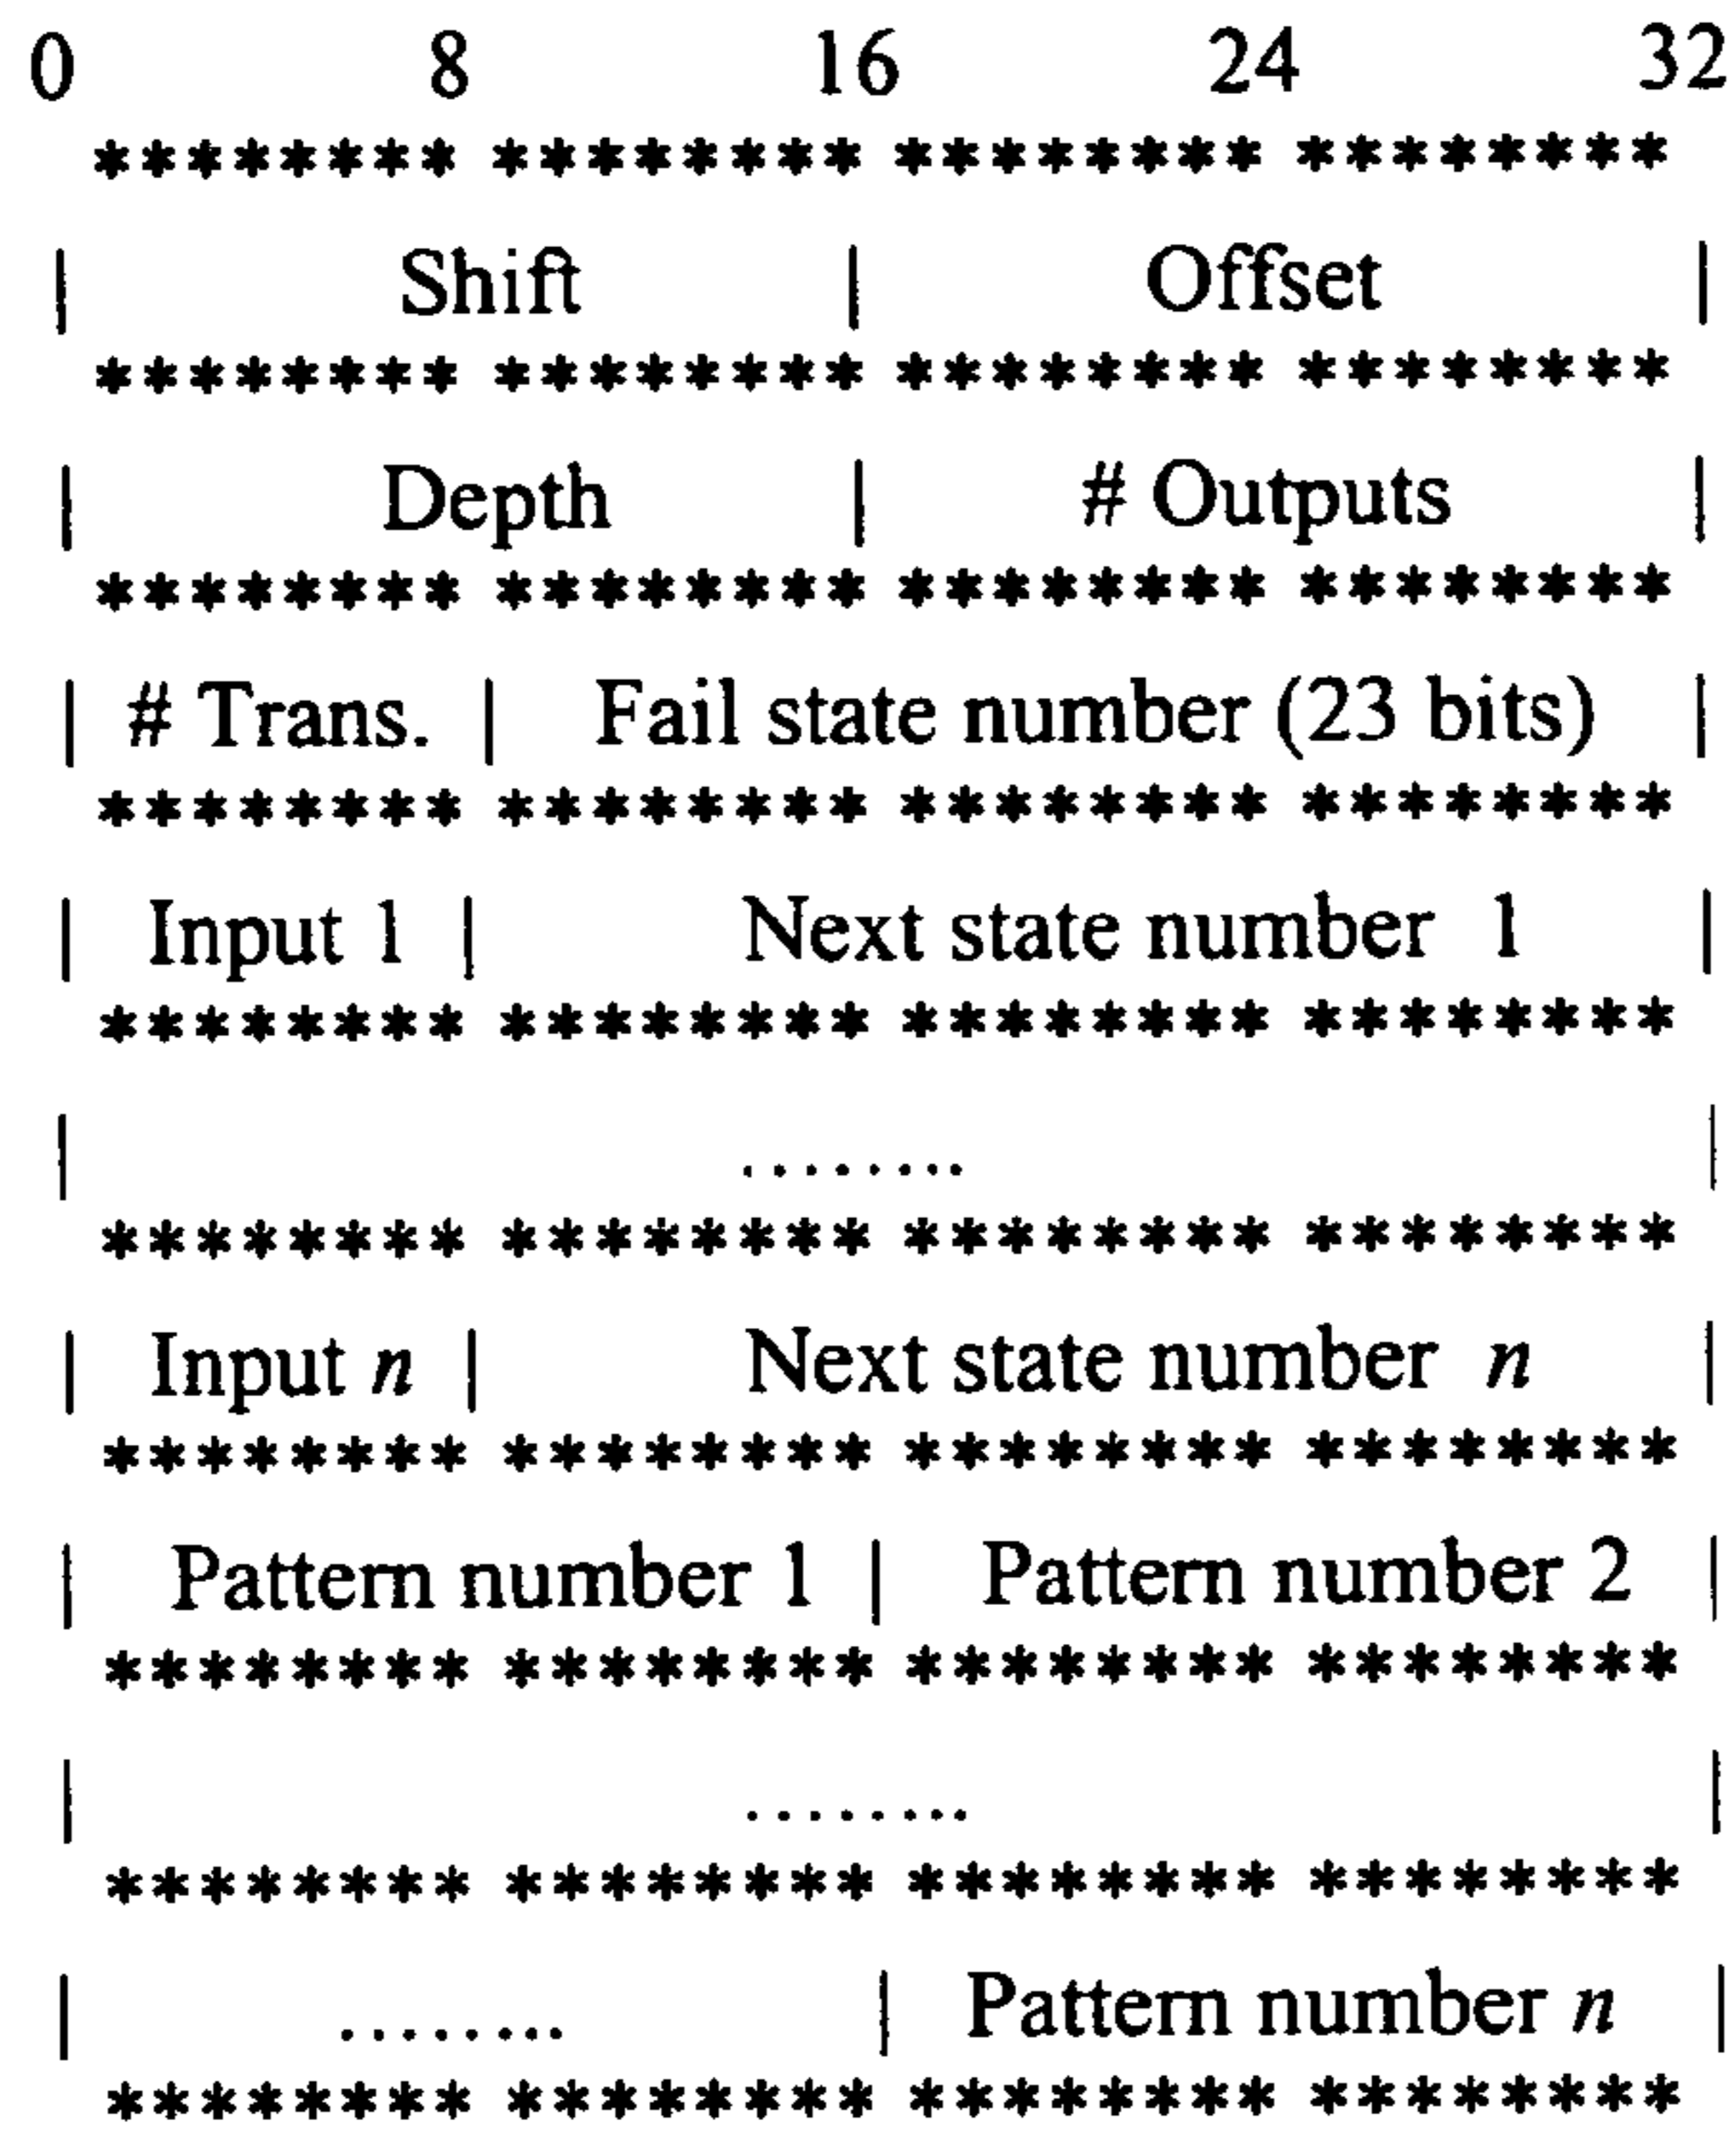 0 8 16 24 32
******** ******** ******** ********
| Shift | Offset |
******** ******** ******** ********
| Depth | # Outputs |
******** ******** ******** ********
| # Trans. | Fail state number (23 bits) |
******** ******** ******** ********
| Input 1 | Next state number 1 |
******** ******** ******** ********
| ........ |
******** ******** ******** ********
| Input n | Next state number n |
******** ******** ******** ********
| Pattern number 1 | Pattern number 2 |
******** ******** ******** ********
| ........ |
******** ******** ******** ********
| ........ | Pattern number n |
******** ******** ******** ********